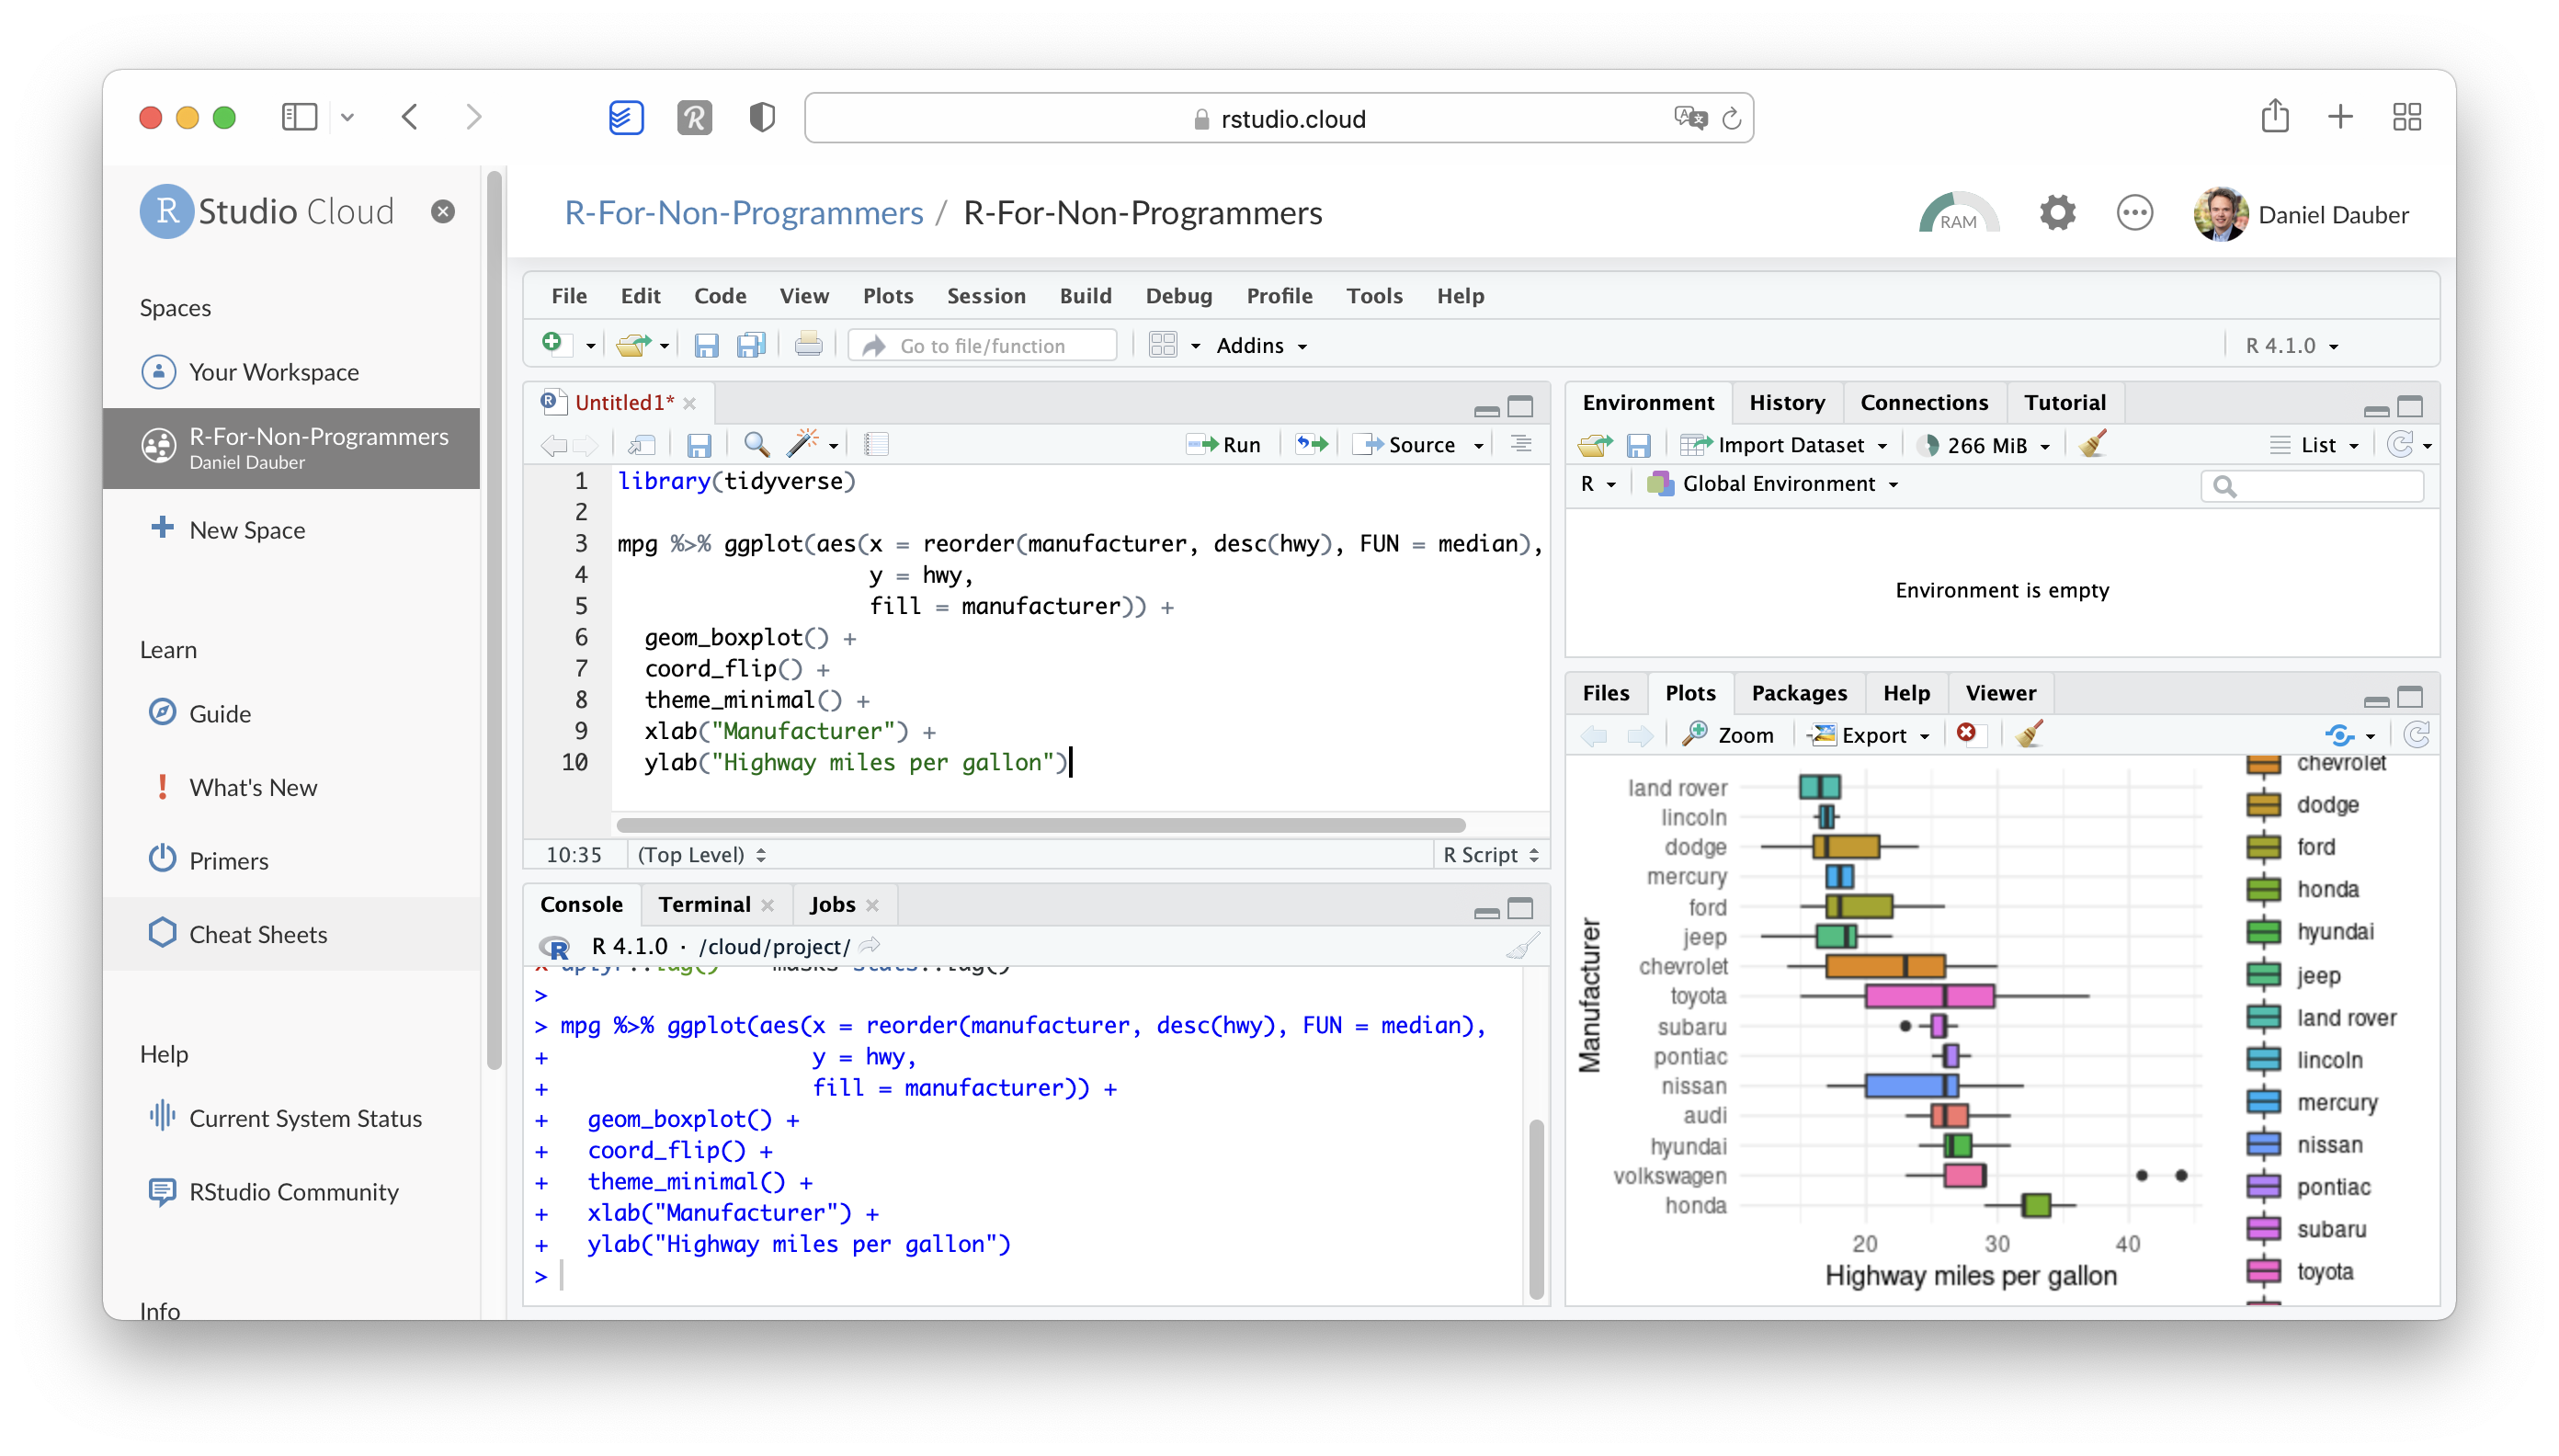 rstudio.cloud
R Studio Cloud
Spaces
Your Workspace
R-For-Non-Programmers
Daniel Dauber
New Space
Learn
Guide
What's New
Primers
Cheat Sheets
Help
Current System Status
RStudio Community
Info
R-For-Non-Programmers / R-For-Non-Programmers
RAM
Daniel Dauber
File Edit Code View Plots Session Build Debug Profile Tools Help
Go to file/function Addins R 4.1.0
Untitled1*
Run Source
1 library(tidyverse)
2
3 mpg %>% ggplot(aes(x = reorder(manufacturer, desc(hwy), FUN = median),
4 y = hwy,
5 fill = manufacturer)) +
6 geom_boxplot() +
7 coord_flip() +
8 theme_minimal() +
9 xlab("Manufacturer") +
10 ylab("Highway miles per gallon")
10:35 (Top Level) R Script
Console Terminal Jobs
R 4.1.0 · /cloud/project/
x dplyr::lag() masks stats::lag()
>
> mpg %>% ggplot(aes(x = reorder(manufacturer, desc(hwy), FUN = median),
+ y = hwy,
+ fill = manufacturer)) +
+ geom_boxplot() +
+ coord_flip() +
+ theme_minimal() +
+ xlab("Manufacturer") +
+ ylab("Highway miles per gallon")
>
Environment History Connections Tutorial
Import Dataset 266 MiB List
R Global Environment
Environment is empty
Files Plots Packages Help Viewer
Zoom Export
Manufacturer
land rover
lincoln
dodge
mercury
ford
jeep
chevrolet
toyota
subaru
pontiac
nissan
audi
hyundai
volkswagen
honda
20 30 40
Highway miles per gallon
chevrolet
dodge
ford
honda
hyundai
jeep
land rover
lincoln
mercury
nissan
pontiac
subaru
toyota